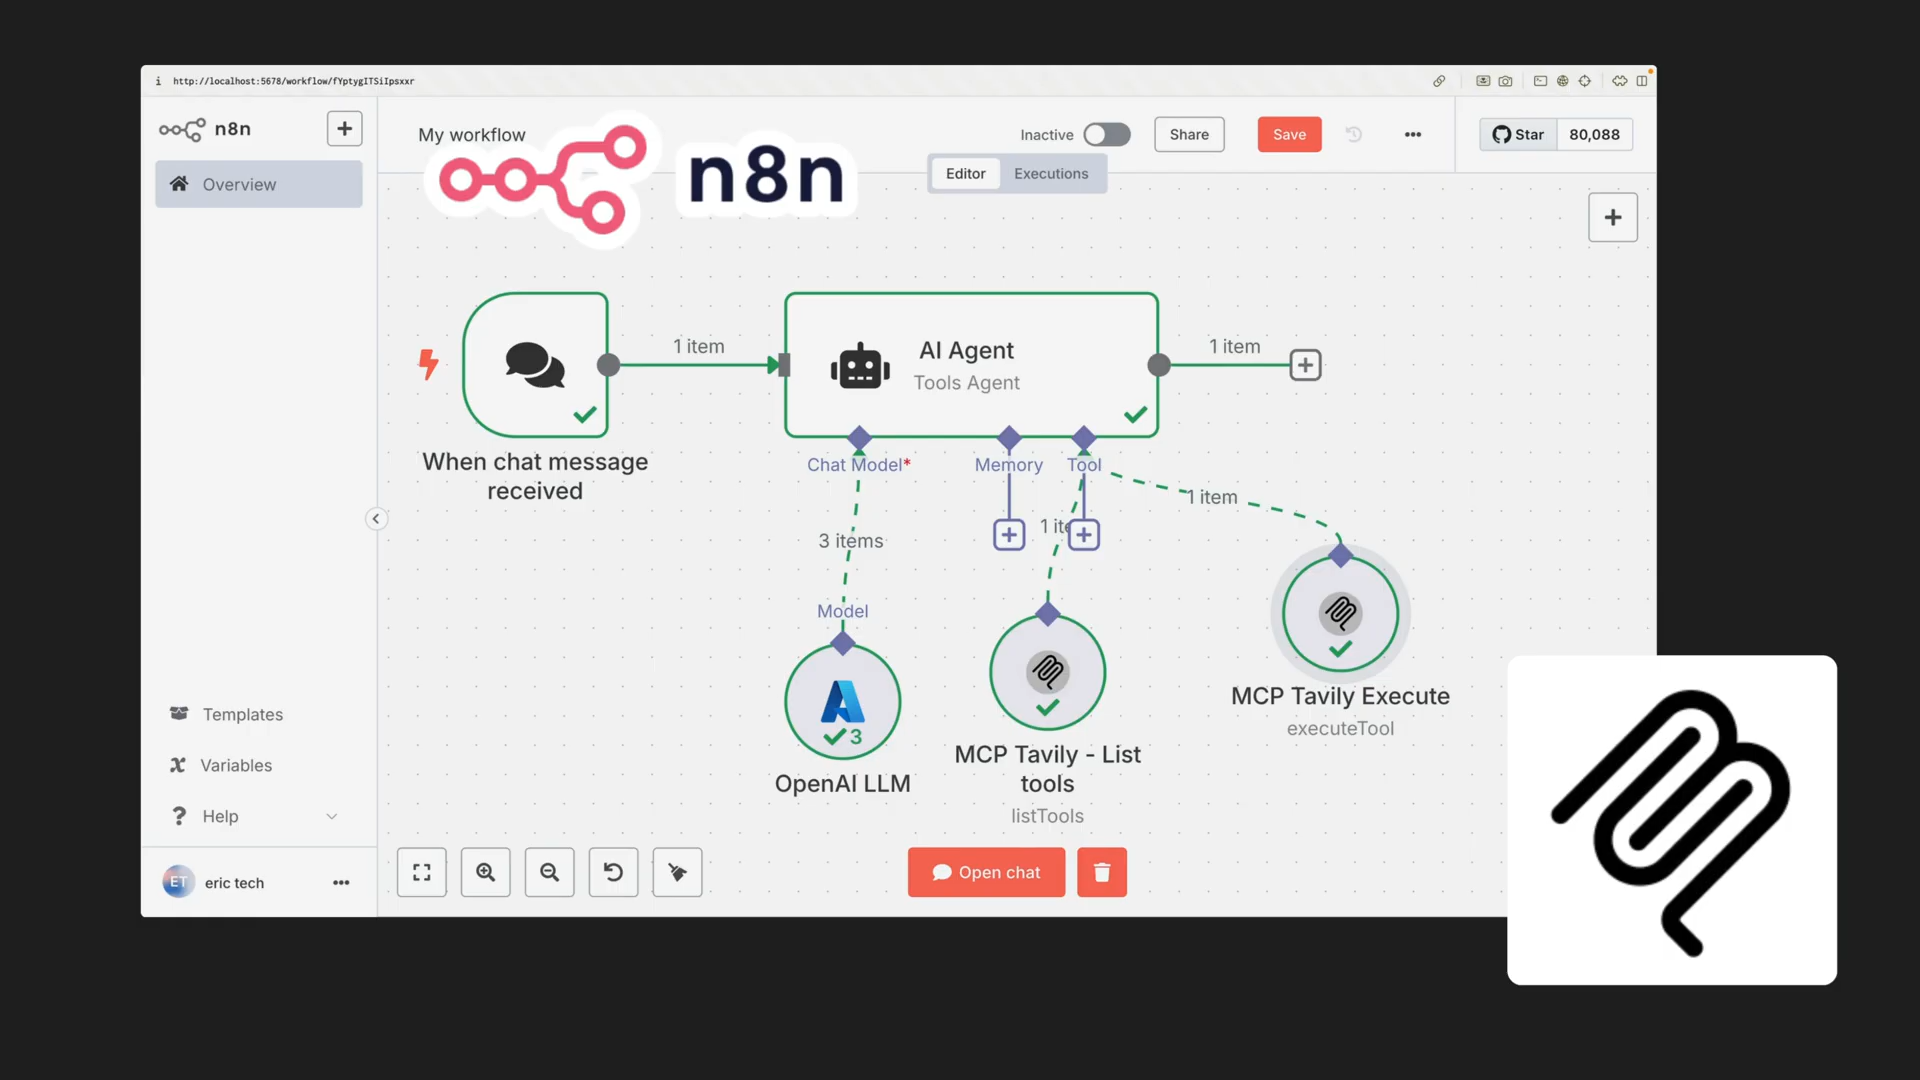 i http://localhost:5678/workflow/fYptygITSiIpsxxr
n8n
+
My workflow
Inactive
Share
Save
Star
80,088
Overview
n8n
Editor
Executions
1 item
AI Agent
Tools Agent
1 item
When chat message
received
Chat Model*
Memory
Tool
1 item
3 items
1 ite
Model
3
OpenAI LLM
MCP Tavily - List
tools
listTools
MCP Tavily Execute
executeTool
Templates
Variables
? Help
ET
eric tech
Open chat